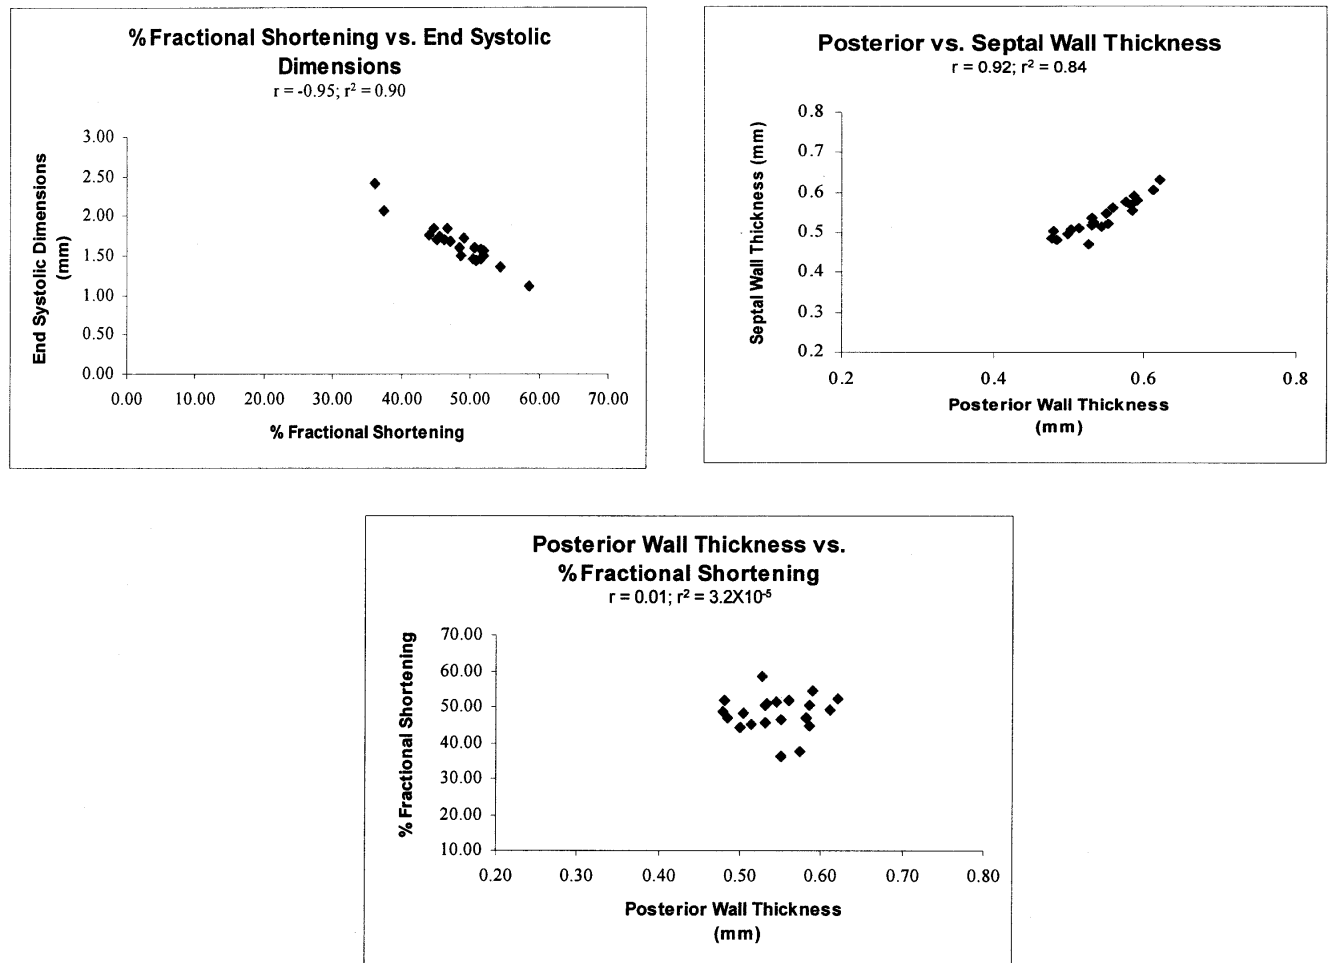 %Fractional Shortening vs. End Systolic
Dimensions
r = -0.95; r² = 0.90
End Systolic Dimensions
(mm)
3.00
2.50
2.00
1.50
1.00
0.50
0.00
0.00 10.00 20.00 30.00 40.00 50.00 60.00 70.00
% Fractional Shortening
Posterior vs. Septal Wall Thickness
r = 0.92; r² = 0.84
Septal Wall Thickness (mm)
0.8
0.7
0.6
0.5
0.4
0.3
0.2
0.2 0.4 0.6 0.8
Posterior Wall Thickness
(mm)
Posterior Wall Thickness vs.
%Fractional Shortening
r = 0.01; r² = 3.2X10⁻⁵
% Fractional Shortening
70.00
60.00
50.00
40.00
30.00
20.00
10.00
0.20 0.30 0.40 0.50 0.60 0.70 0.80
Posterior Wall Thickness
(mm)